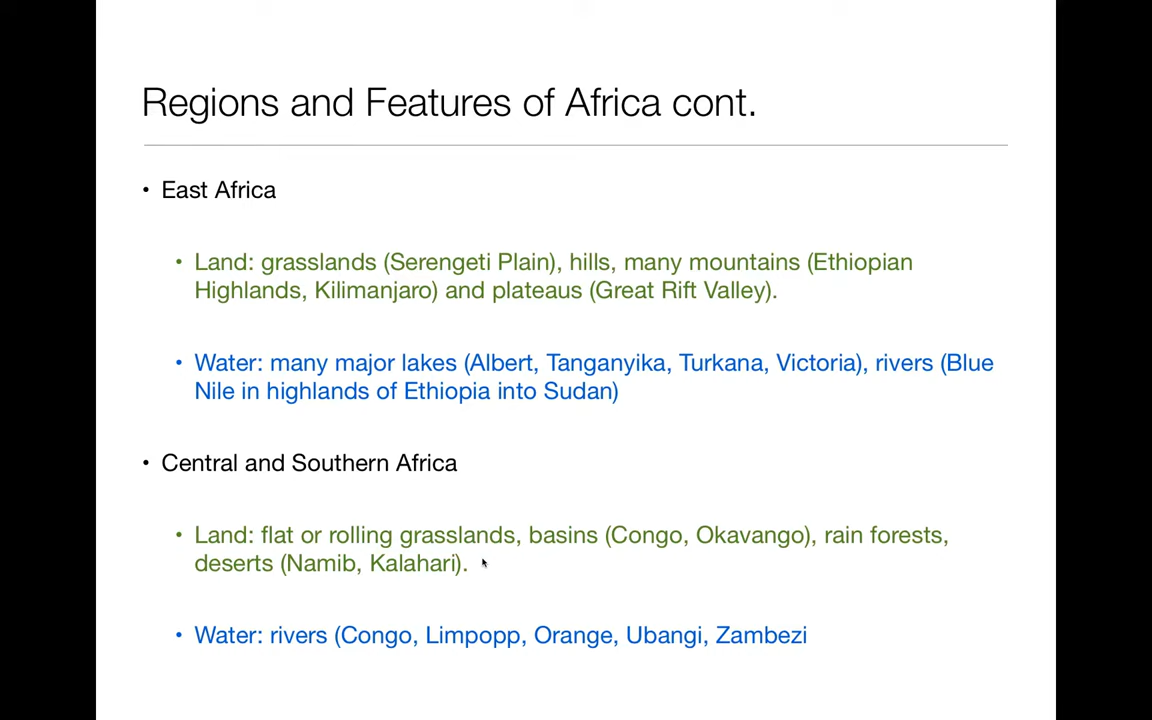 Regions and Features of Africa cont.
• East Africa
• Land: grasslands (Serengeti Plain), hills, many mountains (Ethiopian
Highlands, Kilimanjaro) and plateaus (Great Rift Valley).
• Water: many major lakes (Albert, Tanganyika, Turkana, Victoria), rivers (Blue
Nile in highlands of Ethiopia into Sudan)
• Central and Southern Africa
• Land: flat or rolling grasslands, basins (Congo, Okavango), rain forests,
deserts (Namib, Kalahari).
• Water: rivers (Congo, Limpopp, Orange, Ubangi, Zambezi